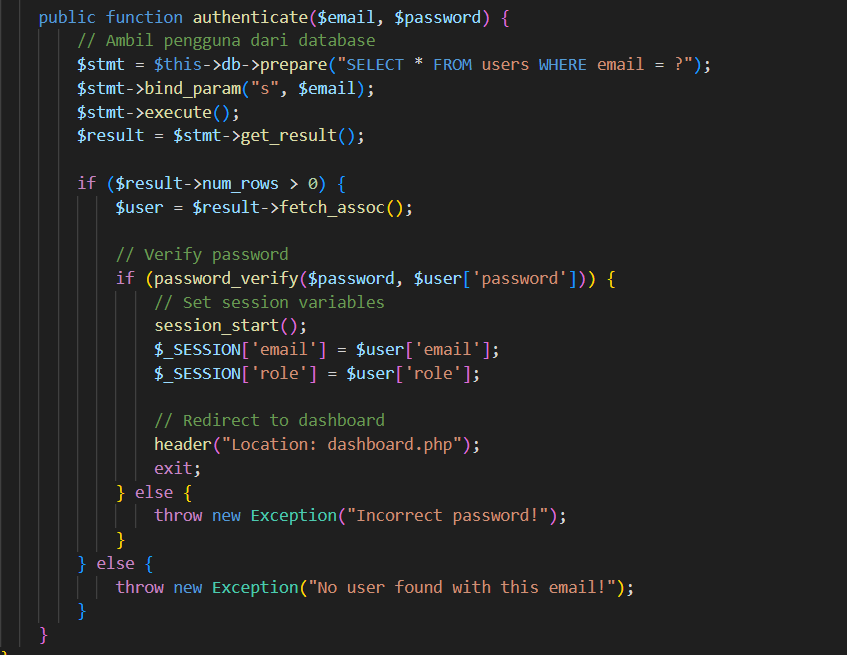 public function authenticate($email, $password) {
// Ambil pengguna dari database
$stmt = $this->db->prepare("SELECT * FROM users WHERE email = ?");
$stmt->bind_param("s", $email);
$stmt->execute();
$result = $stmt->get_result();
if ($result->num_rows > 0) {
$user = $result->fetch_assoc();
// Verify password
if (password_verify($password, $user['password'])) {
// Set session variables
session_start();
$_SESSION['email'] = $user['email'];
$_SESSION['role'] = $user['role'];
// Redirect to dashboard
header("Location: dashboard.php");
exit;
} else {
throw new Exception("Incorrect password!");
}
} else {
throw new Exception("No user found with this email!");
}
}